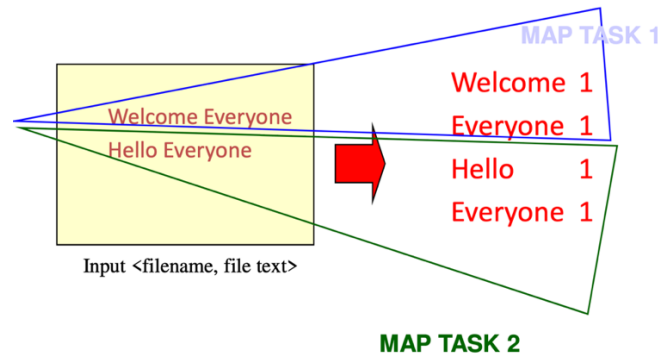 MAP TASK 1
Welcome 1
Welcome Everyone
Everyone 1
Hello Everyone
Hello 1
Everyone 1
Input <filename, file text>
MAP TASK 2